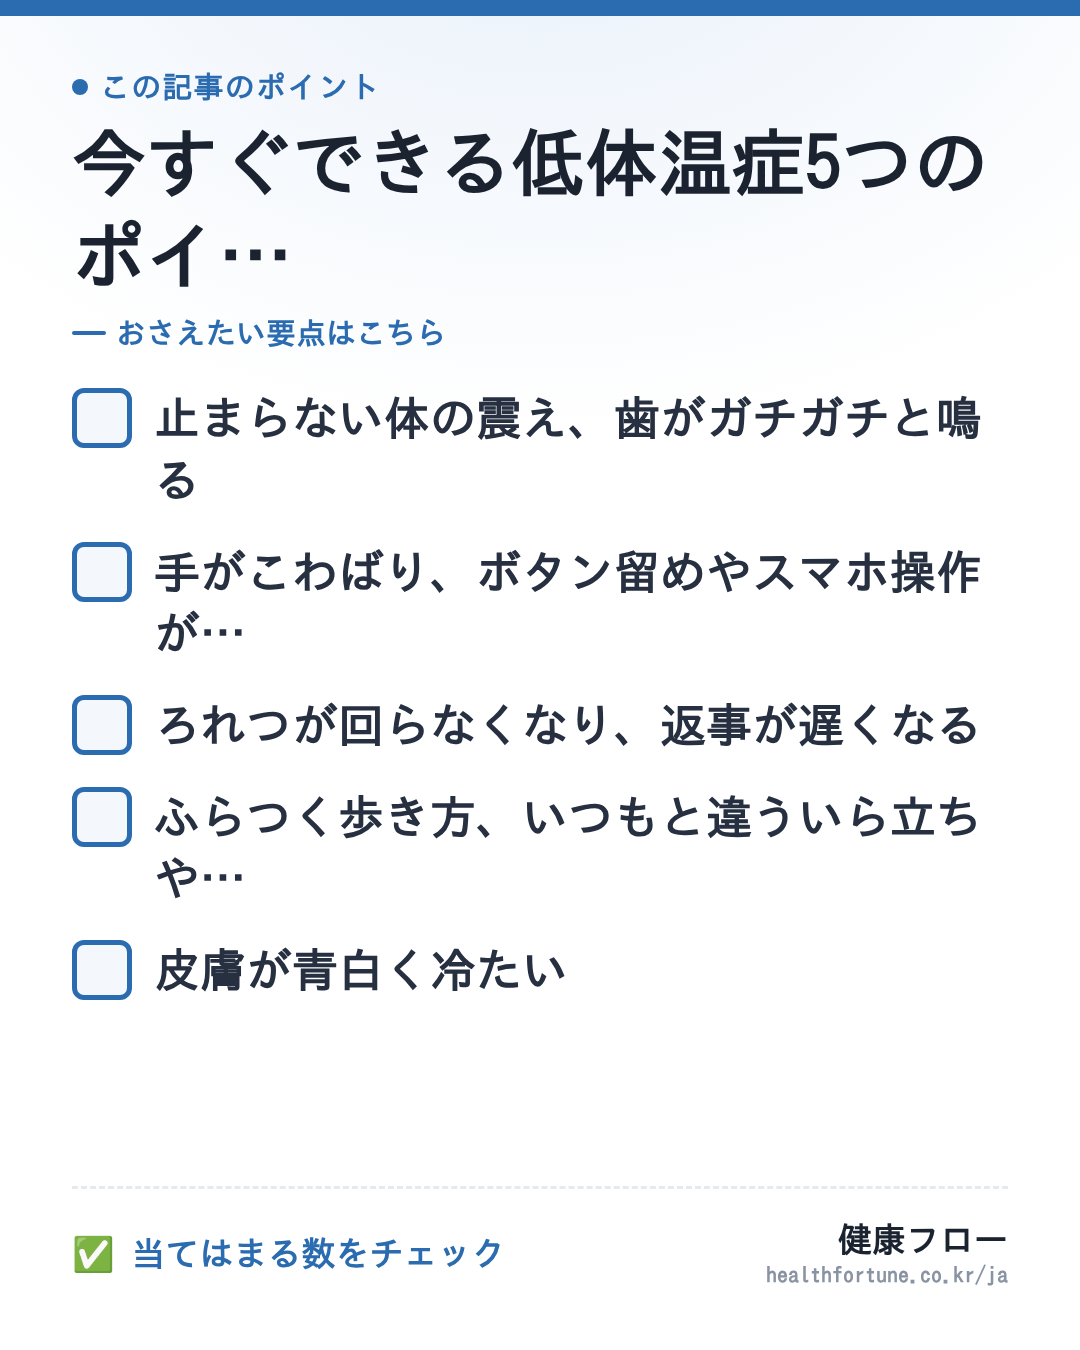 この記事のポイント
今すぐできる低体温症5つの
ポイ…
おさえたい要点はこちら
止まらない体の震え、歯がガチガチと鳴
る
手がこわばり、ボタン留めやスマホ操作
が…
ろれつが回らなくなり、返事が遅くなる
ふらつく歩き方、いつもと違ういら立ち
や…
皮膚が青白く冷たい
✅ 当てはまる数をチェック
健康フロー
healthfortune.co.kr/ja